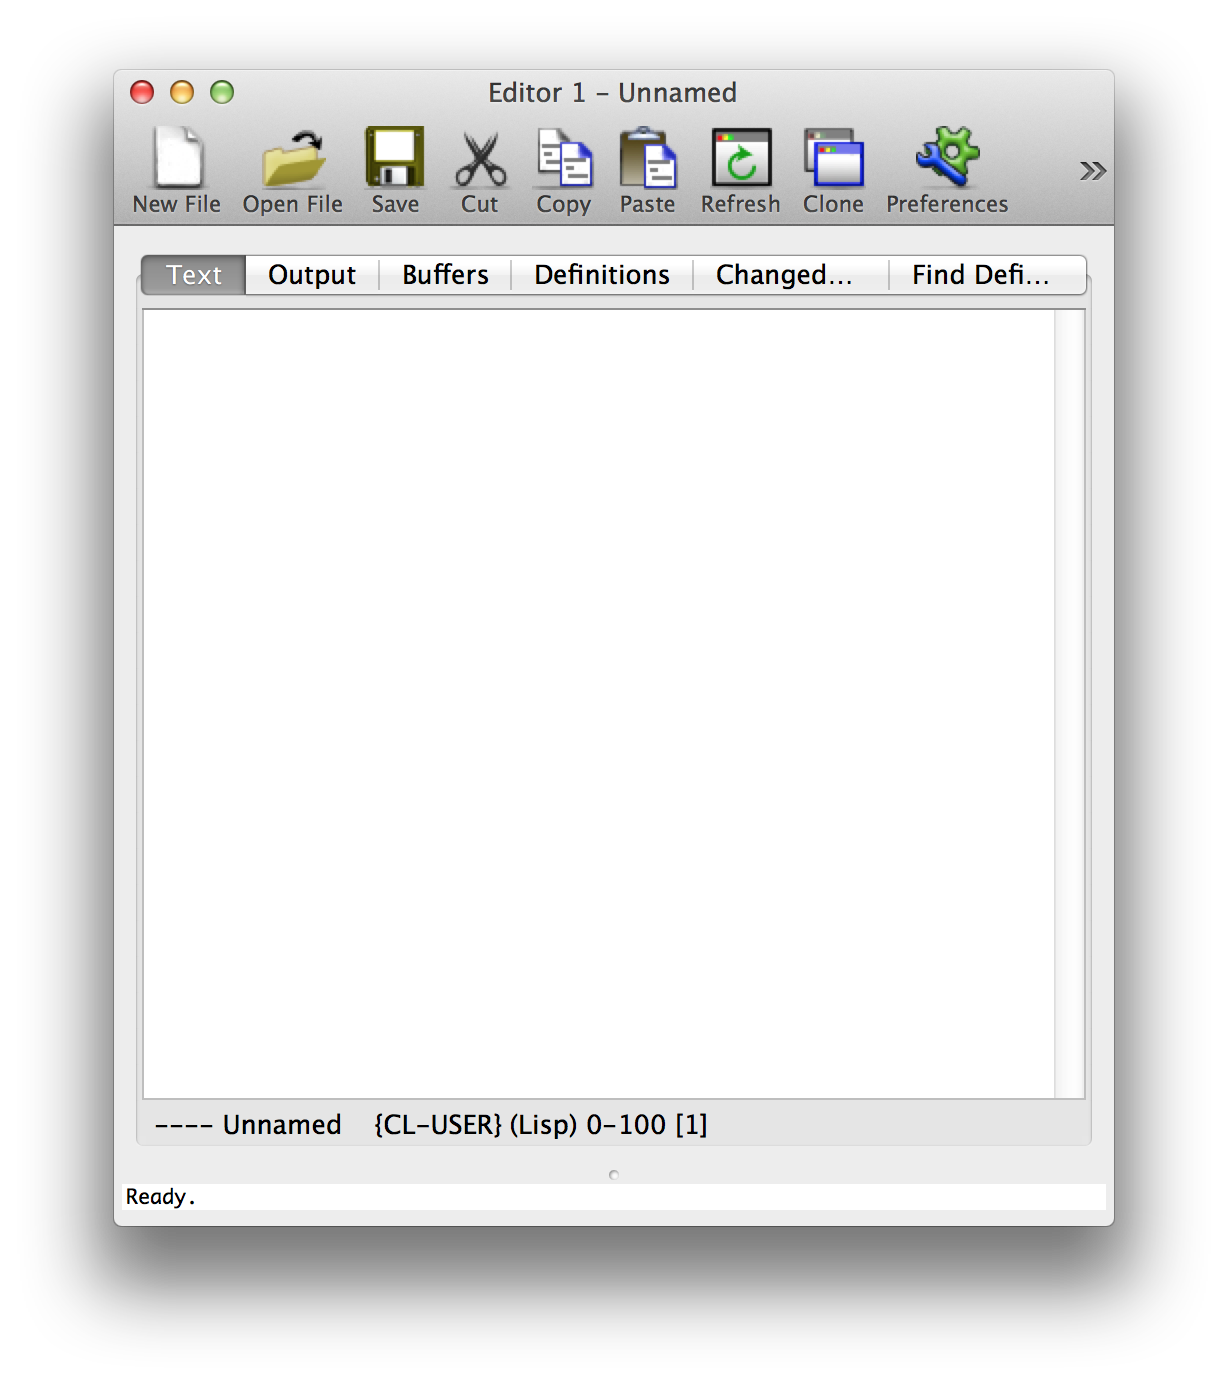 Editor 1 – Unnamed
New File Open File Save Cut Copy Paste Refresh Clone Preferences
Text Output Buffers Definitions Changed... Find Defi...
---- Unnamed {CL-USER} (Lisp) 0-100 [1]
Ready.